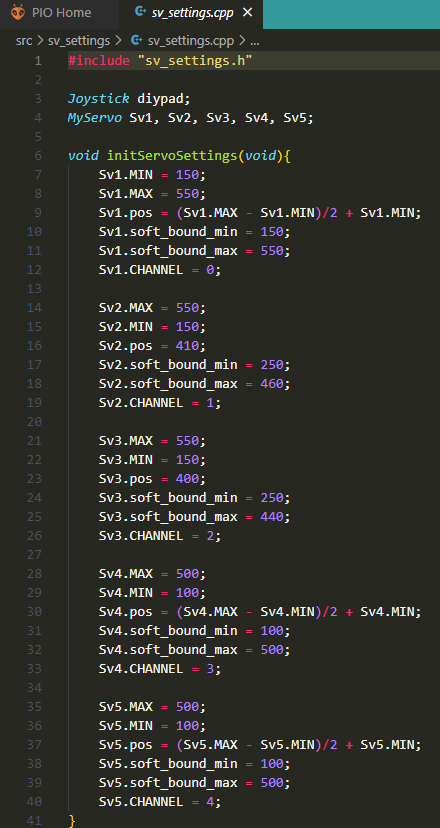 PIO Home sv_settings.cpp
src > sv_settings > sv_settings.cpp > ...
1 #include "sv_settings.h"
2
3 Joystick diypad;
4 MyServo Sv1, Sv2, Sv3, Sv4, Sv5;
5
6 void initServoSettings(void){
7 Sv1.MIN = 150;
8 Sv1.MAX = 550;
9 Sv1.pos = (Sv1.MAX - Sv1.MIN)/2 + Sv1.MIN;
10 Sv1.soft_bound_min = 150;
11 Sv1.soft_bound_max = 550;
12 Sv1.CHANNEL = 0;
13
14 Sv2.MAX = 550;
15 Sv2.MIN = 150;
16 Sv2.pos = 410;
17 Sv2.soft_bound_min = 250;
18 Sv2.soft_bound_max = 460;
19 Sv2.CHANNEL = 1;
20
21 Sv3.MAX = 550;
22 Sv3.MIN = 150;
23 Sv3.pos = 400;
24 Sv3.soft_bound_min = 250;
25 Sv3.soft_bound_max = 440;
26 Sv3.CHANNEL = 2;
27
28 Sv4.MAX = 500;
29 Sv4.MIN = 100;
30 Sv4.pos = (Sv4.MAX - Sv4.MIN)/2 + Sv4.MIN;
31 Sv4.soft_bound_min = 100;
32 Sv4.soft_bound_max = 500;
33 Sv4.CHANNEL = 3;
34
35 Sv5.MAX = 500;
36 Sv5.MIN = 100;
37 Sv5.pos = (Sv5.MAX - Sv5.MIN)/2 + Sv5.MIN;
38 Sv5.soft_bound_min = 100;
39 Sv5.soft_bound_max = 500;
40 Sv5.CHANNEL = 4;
41 }